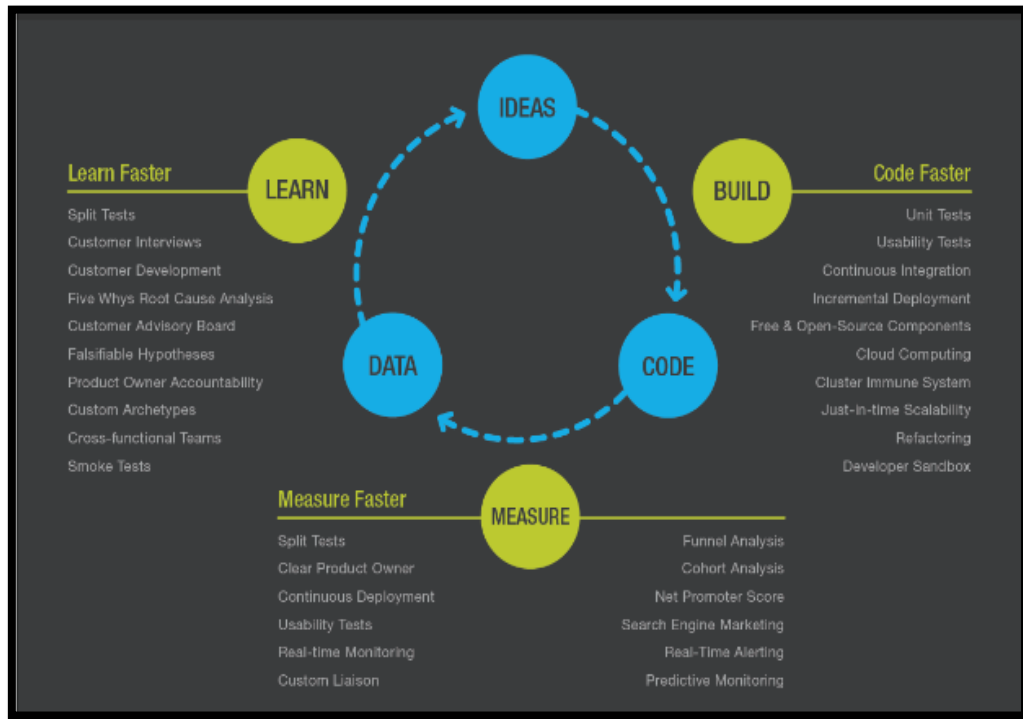 IDEAS
LEARN
BUILD
DATA
CODE
MEASURE
Learn Faster
Split Tests
Customer Interviews
Customer Development
Five Whys Root Cause Analysis
Customer Advisory Board
Falsifiable Hypotheses
Product Owner Accountability
Custom Archetypes
Cross-functional Teams
Smoke Tests
Code Faster
Unit Tests
Usability Tests
Continuous Integration
Incremental Deployment
Free & Open-Source Components
Cloud Computing
Cluster Immune System
Just-in-time Scalability
Refactoring
Developer Sandbox
Measure Faster
Split Tests
Clear Product Owner
Continuous Deployment
Usability Tests
Real-time Monitoring
Custom Liaison
Funnel Analysis
Cohort Analysis
Net Promoter Score
Search Engine Marketing
Real-Time Alerting
Predictive Monitoring